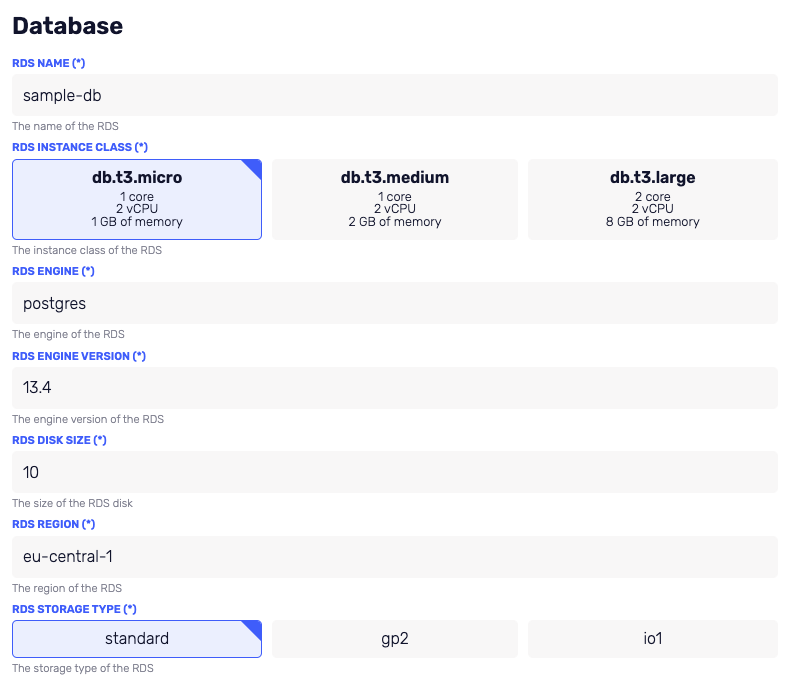 Database
RDS NAME (*)
sample-db
The name of the RDS
RDS INSTANCE CLASS (*)
db.t3.micro
1 core
2 vCPU
1 GB of memory
db.t3.medium
1 core
2 vCPU
2 GB of memory
db.t3.large
2 core
2 vCPU
8 GB of memory
The instance class of the RDS
RDS ENGINE (*)
postgres
The engine of the RDS
RDS ENGINE VERSION (*)
13.4
The engine version of the RDS
RDS DISK SIZE (*)
10
The size of the RDS disk
RDS REGION (*)
eu-central-1
The region of the RDS
RDS STORAGE TYPE (*)
standard
gp2
io1
The storage type of the RDS